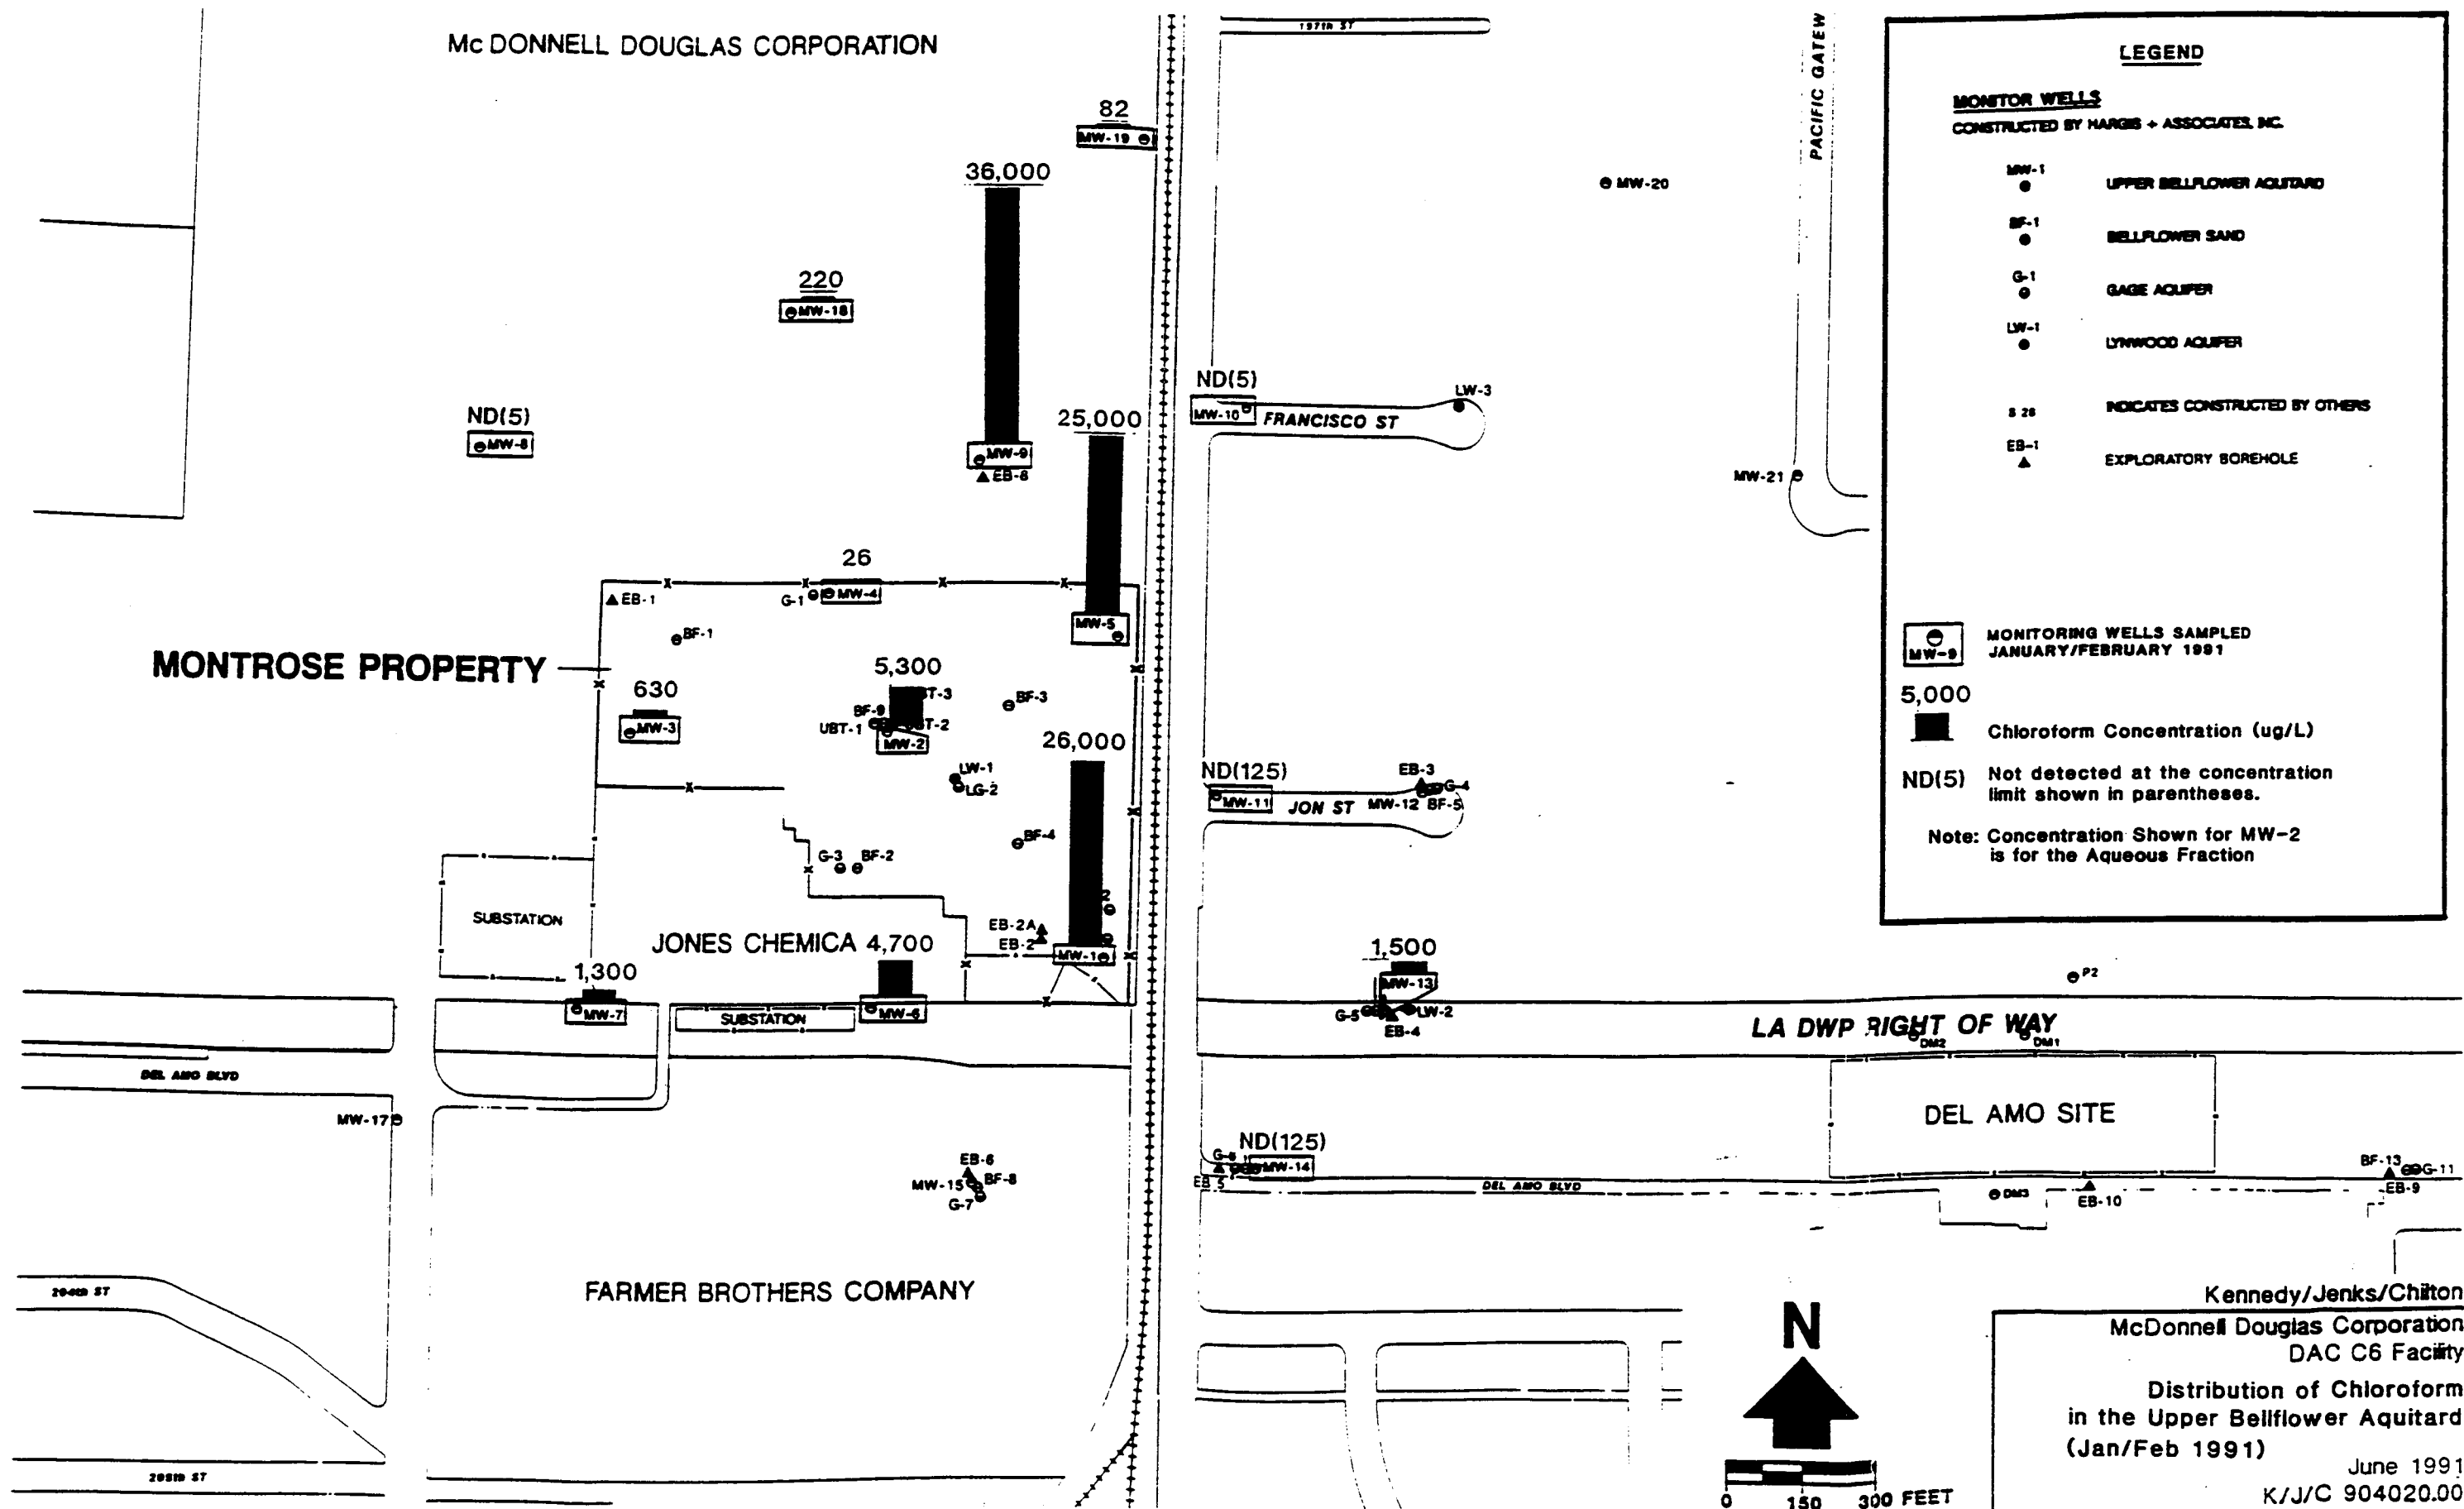 Mc DONNELL DOUGLAS CORPORATION
197th ST
PACIFIC GATEW
82
MW-19
36,000
MW-20
220
MW-18
ND(5)
MW-8
MW-9
EB-8
25,000
ND(5)
MW-10
FRANCISCO ST
LW-3
MW-21
26
G-1
MW-4
EB-1
MW-5
BF-1
MONTROSE PROPERTY
5,300
BF-3
630
MW-3
BF-9
UBT-1
MW-2
26,000
LW-1
LG-2
ND(125)
MW-11
JON ST
EB-3
G-4
MW-12
BF-5
BF-4
G-3
BF-2
SUBSTATION
EB-2A
EB-2
JONES CHEMICA
4,700
MW-1
1,300
MW-7
MW-6
SUBSTATION
1,500
MW-13
G-5
LW-2
EB-4
P2
LA DWP RIGHT OF WAY
DM2
DM1
DEL AMO BLVD
MW-17
DEL AMO SITE
ND(125)
MW-14
EB-5
DEL AMO BLVD
EB-6
MW-15
BF-8
G-7
DM3
EB-10
BF-13
G-11
EB-9
204th ST
FARMER BROTHERS COMPANY
205th ST
LEGEND
MONITOR WELLS
CONSTRUCTED BY HARGIS + ASSOCIATES, INC.
MW-1
UPPER BELLFLOWER AQUITARD
BF-1
BELLFLOWER SAND
G-1
GAGE AQUIFER
LW-1
LYNWOOD AQUIFER
INDICATES CONSTRUCTED BY OTHERS
EB-1
EXPLORATORY BOREHOLE
MW-9
MONITORING WELLS SAMPLED
JANUARY/FEBRUARY 1991
5,000
Chloroform Concentration (ug/L)
ND(5)
Not detected at the concentration
limit shown in parentheses.
Note: Concentration Shown for MW-2
is for the Aqueous Fraction
N
0 150 300 FEET
Kennedy/Jenks/Chilton
McDonnell Douglas Corporation
DAC C6 Facility
Distribution of Chloroform
in the Upper Bellflower Aquitard
(Jan/Feb 1991)
June 1991
K/J/C 904020.00